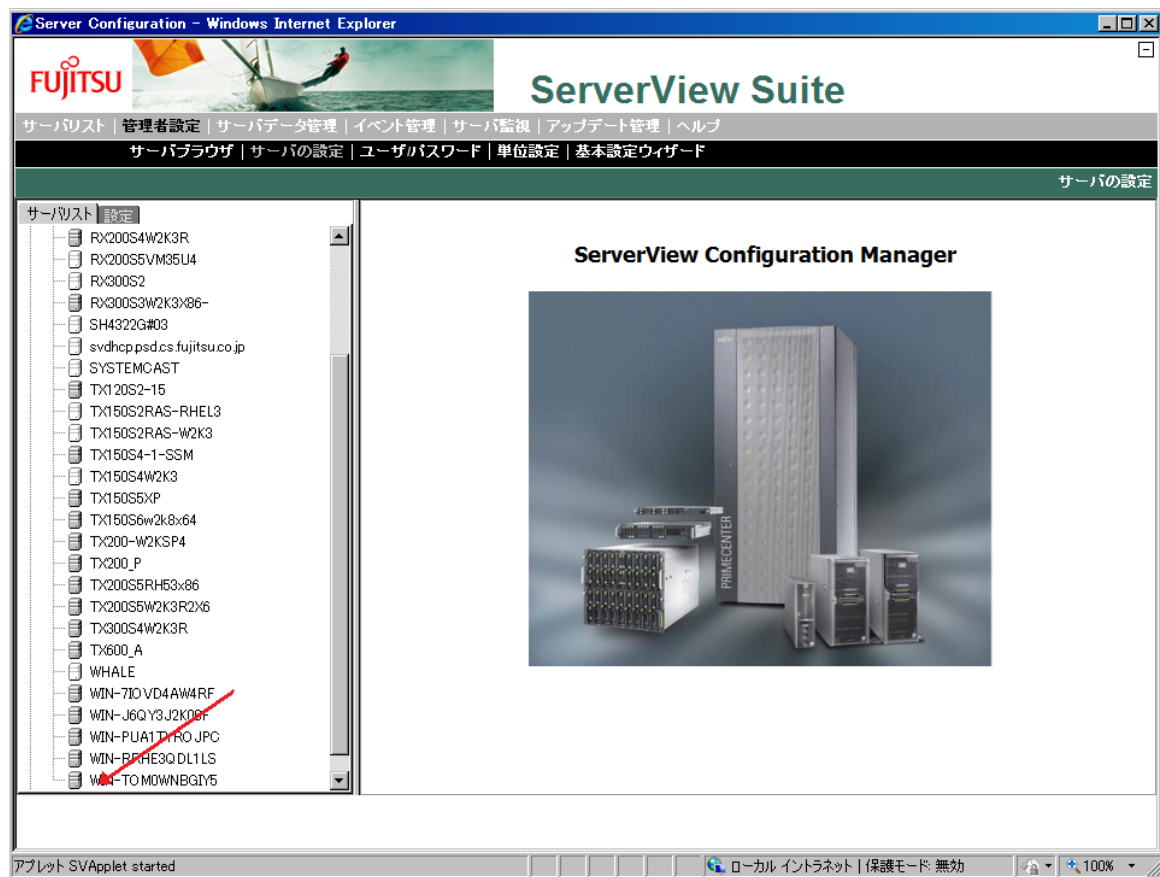 Server Configuration - Windows Internet Explorer
FUJITSU
ServerView Suite
サーバリスト | 管理者設定 | サーバデータ管理 | イベント管理 | サーバ監視 | アップデート管理 | ヘルプ
サーバブラウザ | サーバの設定 | ユーザ/パスワード | 単位設定 | 基本設定ウィザード
サーバの設定
サーバリスト 設定
RX200S4W2K3R
RX200S5VM35U4
RX300S2
RX300S3W2K3X86-
SH4322G#03
svdhcp.psd.cs.fujitsu.co.jp
SYSTEMCAST
TX120S2-15
TX150S2RAS-RHEL3
TX150S2RAS-W2K3
TX150S4-1-SSM
TX150S4W2K3
TX150S5XP
TX150S6w2k8x64
TX200-W2KSP4
TX200_P
TX200S5RH53x86
TX200S5W2K3R2X6
TX300S4W2K3R
TX600_A
WHALE
WIN-7IOVD4AW4RF
WIN-PUA1TYROJPC
WIN-RRHE3QDL1LS
WIN-TOM0WNBGIY5
ServerView Configuration Manager
PRIMECENTER
アプレット SVApplet started
ローカル イントラネット | 保護モード: 無効
100%